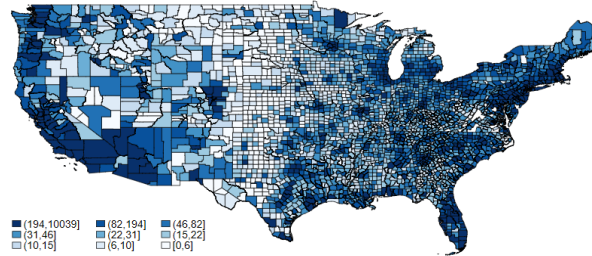 (194,10039] (82,194] (46,82]
(31,46] (22,31] (15,22]
(10,15] (6,10] [0,6]